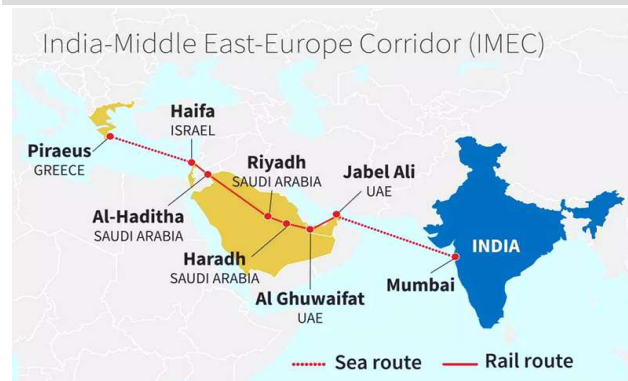 India-Middle East-Europe Corridor (IMEC)
Haifa
ISRAEL
Piraeus
GREECE
Riyadh
SAUDI ARABIA
Jabel Ali
UAE
Al-Haditha
SAUDI ARABIA
Haradh
SAUDI ARABIA
INDIA
Al Ghuwaifat
UAE
Mumbai
Sea route
Rail route